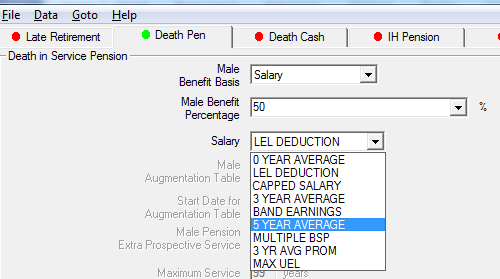 File Data Goto Help
Late Retirement Death Pen Death Cash IH Pension
Death in Service Pension
Male
Benefit Basis
Salary
Male Benefit
Percentage
50 %
Salary LEL DEDUCTION
0 YEAR AVERAGE
LEL DEDUCTION
CAPPED SALARY
3 YEAR AVERAGE
BAND EARNINGS
5 YEAR AVERAGE
MULTIPLE BSP
3 YR AVG PROM
MAX UEL
Male
Augmentation Table
Start Date for
Augmentation Table
Male Pension
Extra Prospective Service
Maximum Service 99 years